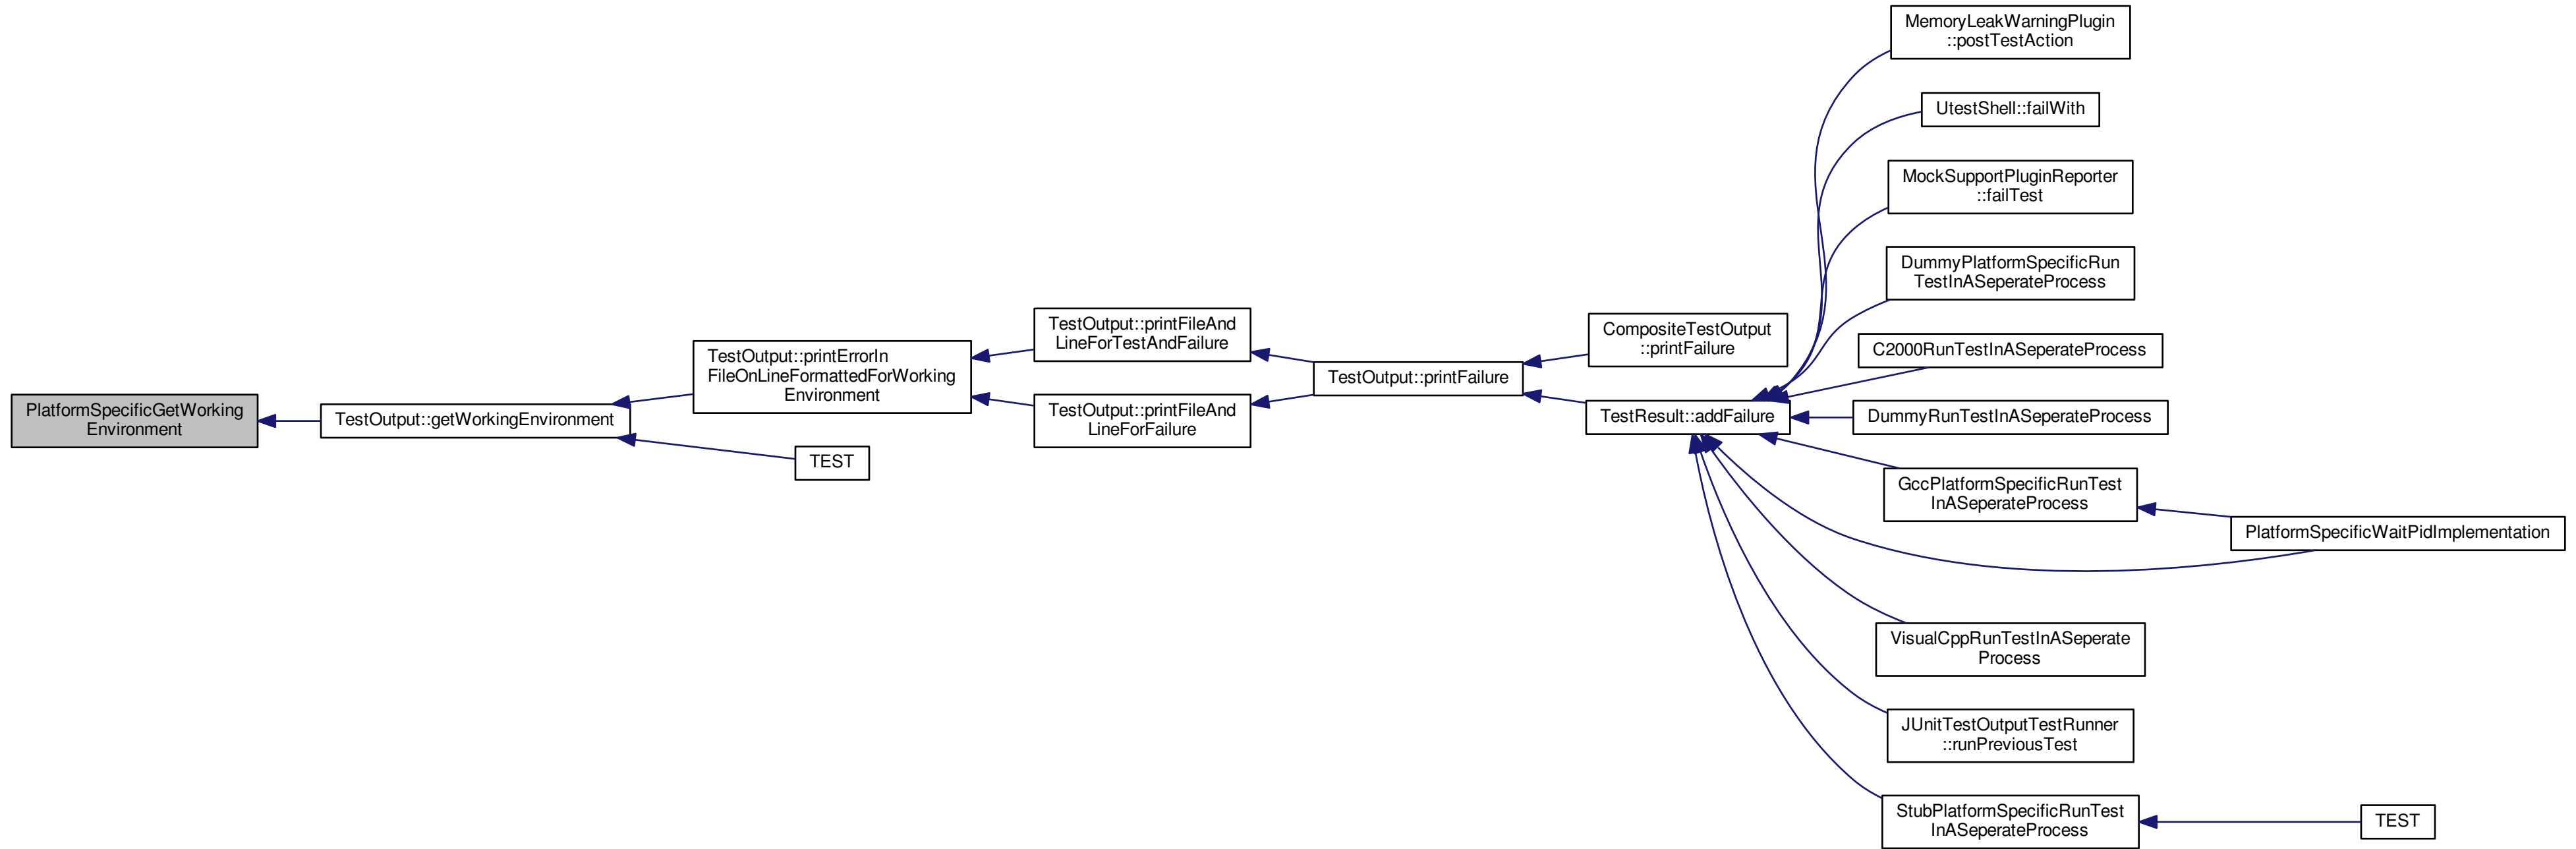 PlatformSpecificGetWorking
Environment
TestOutput::getWorkingEnvironment
TestOutput::printErrorIn
FileOnLineFormattedForWorking
Environment
TEST
TestOutput::printFileAnd
LineForTestAndFailure
TestOutput::printFileAnd
LineForFailure
TestOutput::printFailure
CompositeTestOutput
::printFailure
TestResult::addFailure
MemoryLeakWarningPlugin
::postTestAction
UtestShell::failWith
MockSupportPluginReporter
::failTest
DummyPlatformSpecificRun
TestInASeperateProcess
C2000RunTestInASeperateProcess
DummyRunTestInASeperateProcess
GccPlatformSpecificRunTest
InASeperateProcess
PlatformSpecificWaitPidImplementation
VisualCppRunTestInASeperate
Process
JUnitTestOutputTestRunner
::runPreviousTest
StubPlatformSpecificRunTest
InASeperateProcess
TEST